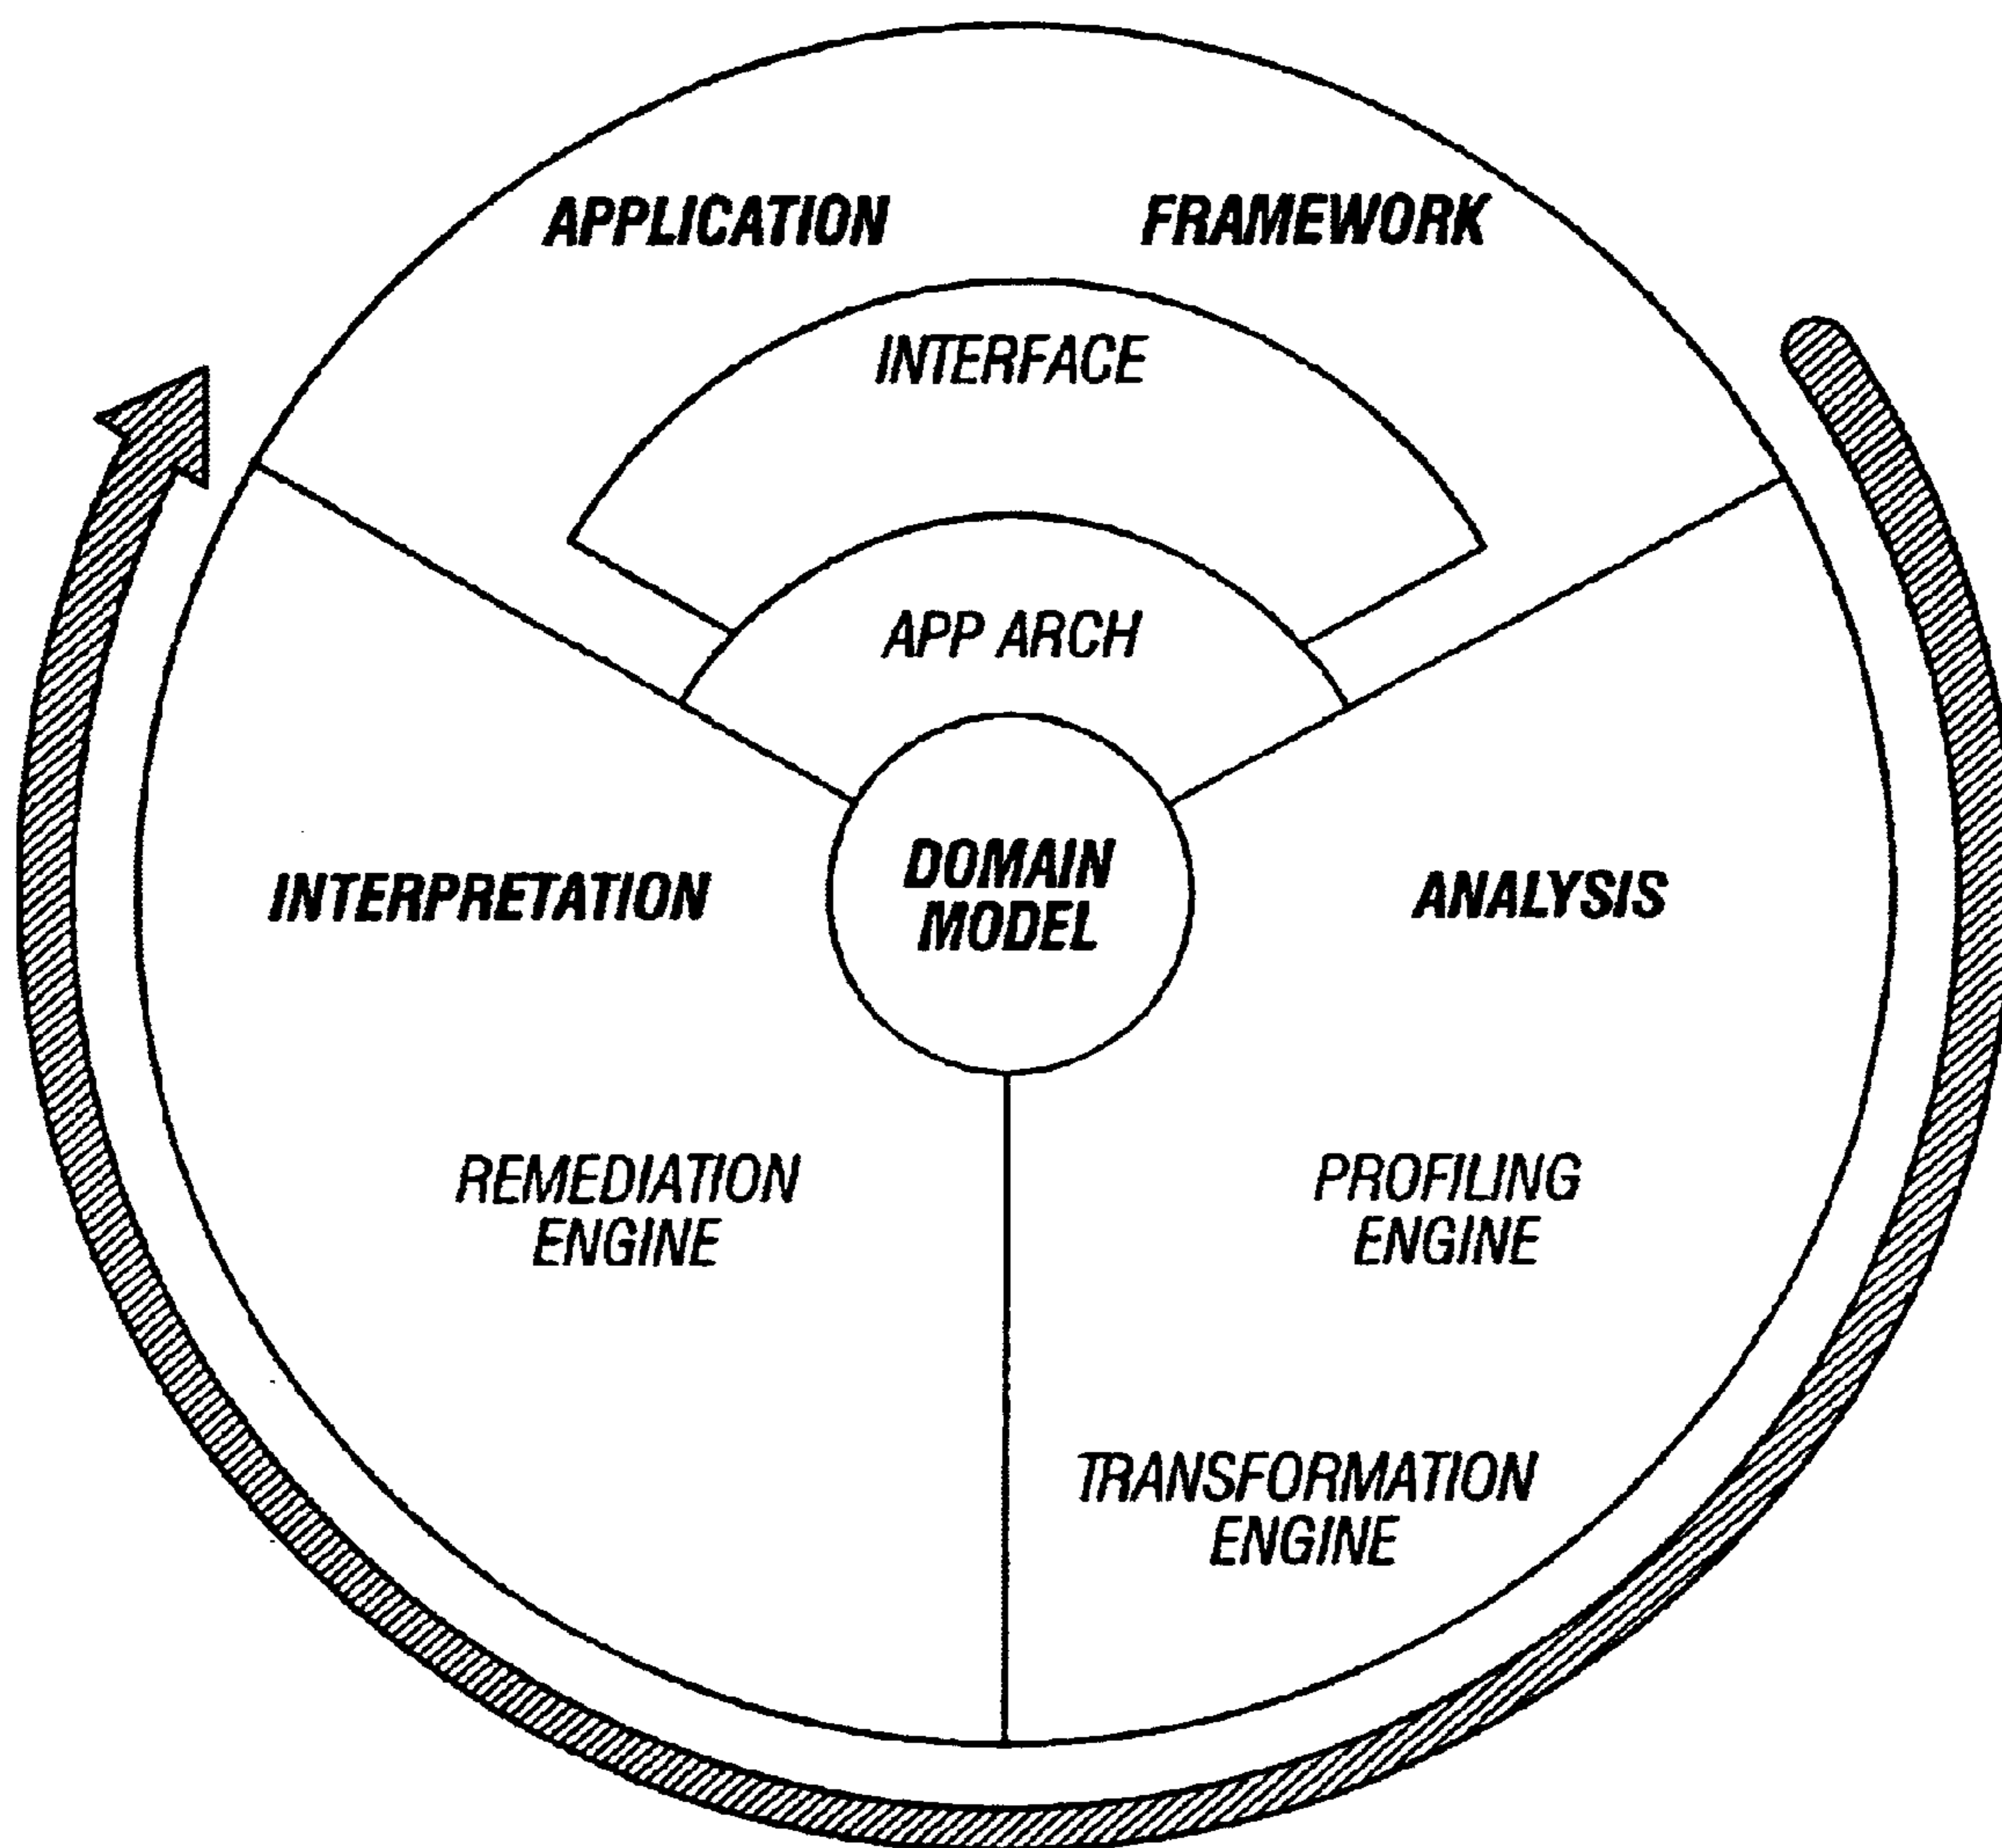 APPLICATION FRAMEWORK
INTERFACE
APP ARCH
DOMAIN
MODEL
INTERPRETATION
ANALYSIS
REMEDIATION
ENGINE
PROFILING
ENGINE
TRANSFORMATION
ENGINE